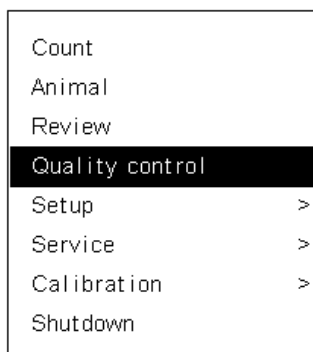 Count
Animal
Review
Quality control
Setup >
Service >
Calibration >
Shutdown